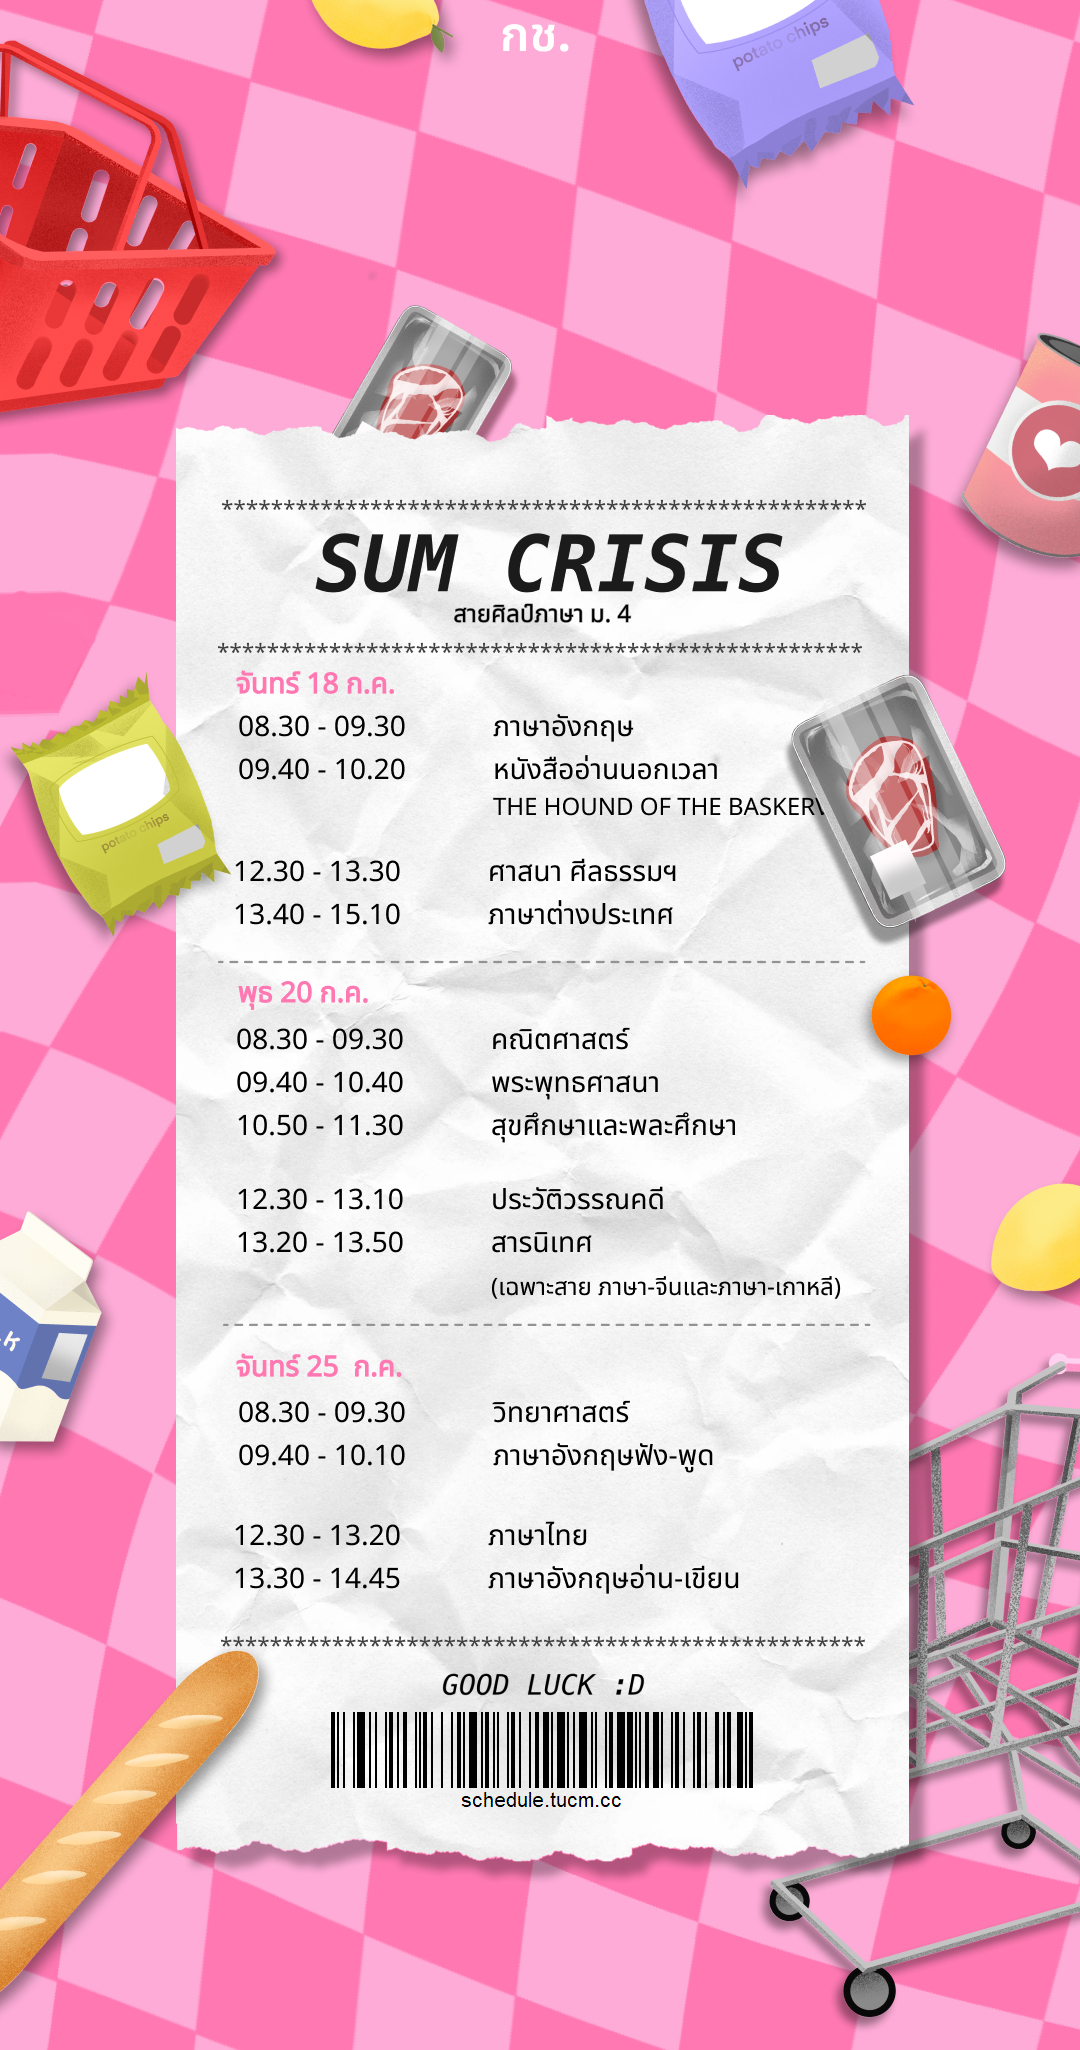 กช.
potato chips
*****************************************************
SUM CRISIS
สายศิลป์ภาษา ม. 4
*****************************************************
จันทร์ 18 ก.ค.
08.30 - 09.30 ภาษาอังกฤษ
09.40 - 10.20 หนังสืออ่านนอกเวลา
THE HOUND OF THE
12.30 - 13.30 ศาสนา ศีลธรรมฯ
13.40 - 15.10 ภาษาต่างประเทศ
potato chips
พุธ 20 ก.ค.
08.30 - 09.30 คณิตศาสตร์
09.40 - 10.40 พระพุทธศาสนา
10.50 - 11.30 สุขศึกษาและพละศึกษา
12.30 - 13.10 ประวัติวรรณคดี
13.20 - 13.50 สารนิเทศ
(เฉพาะสาย ภาษา-จีนและภาษา-เกาหลี)
จันทร์ 25 ก.ค.
08.30 - 09.30 วิทยาศาสตร์
09.40 - 10.10 ภาษาอังกฤษฟัง-พูด
12.30 - 13.20 ภาษาไทย
13.30 - 14.45 ภาษาอังกฤษอ่าน-เขียน
*****************************************************
GOOD LUCK :D
schedule.tucm.cc